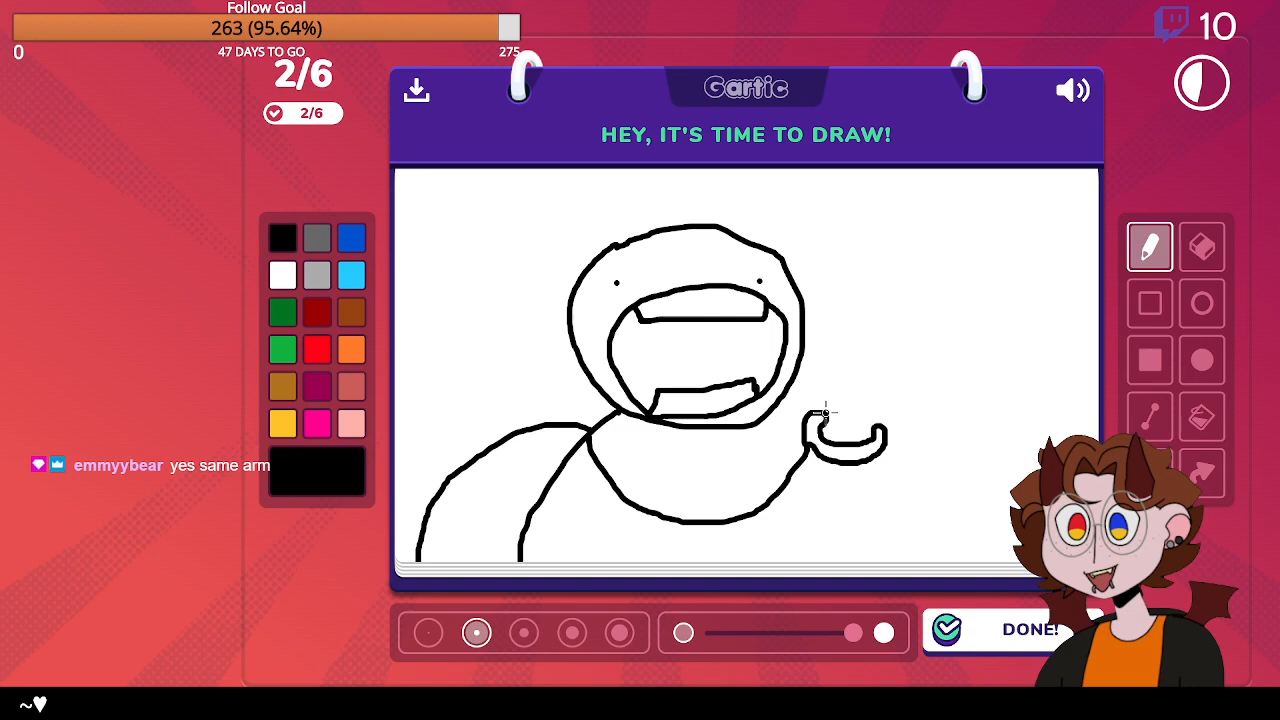 Follow Goal
263 (95.64%)
0
47 DAYS TO GO
275
2/6
2/6
10
Gartic
HEY, IT'S TIME TO DRAW!
emmyybear yes same arm
DONE!
~♥